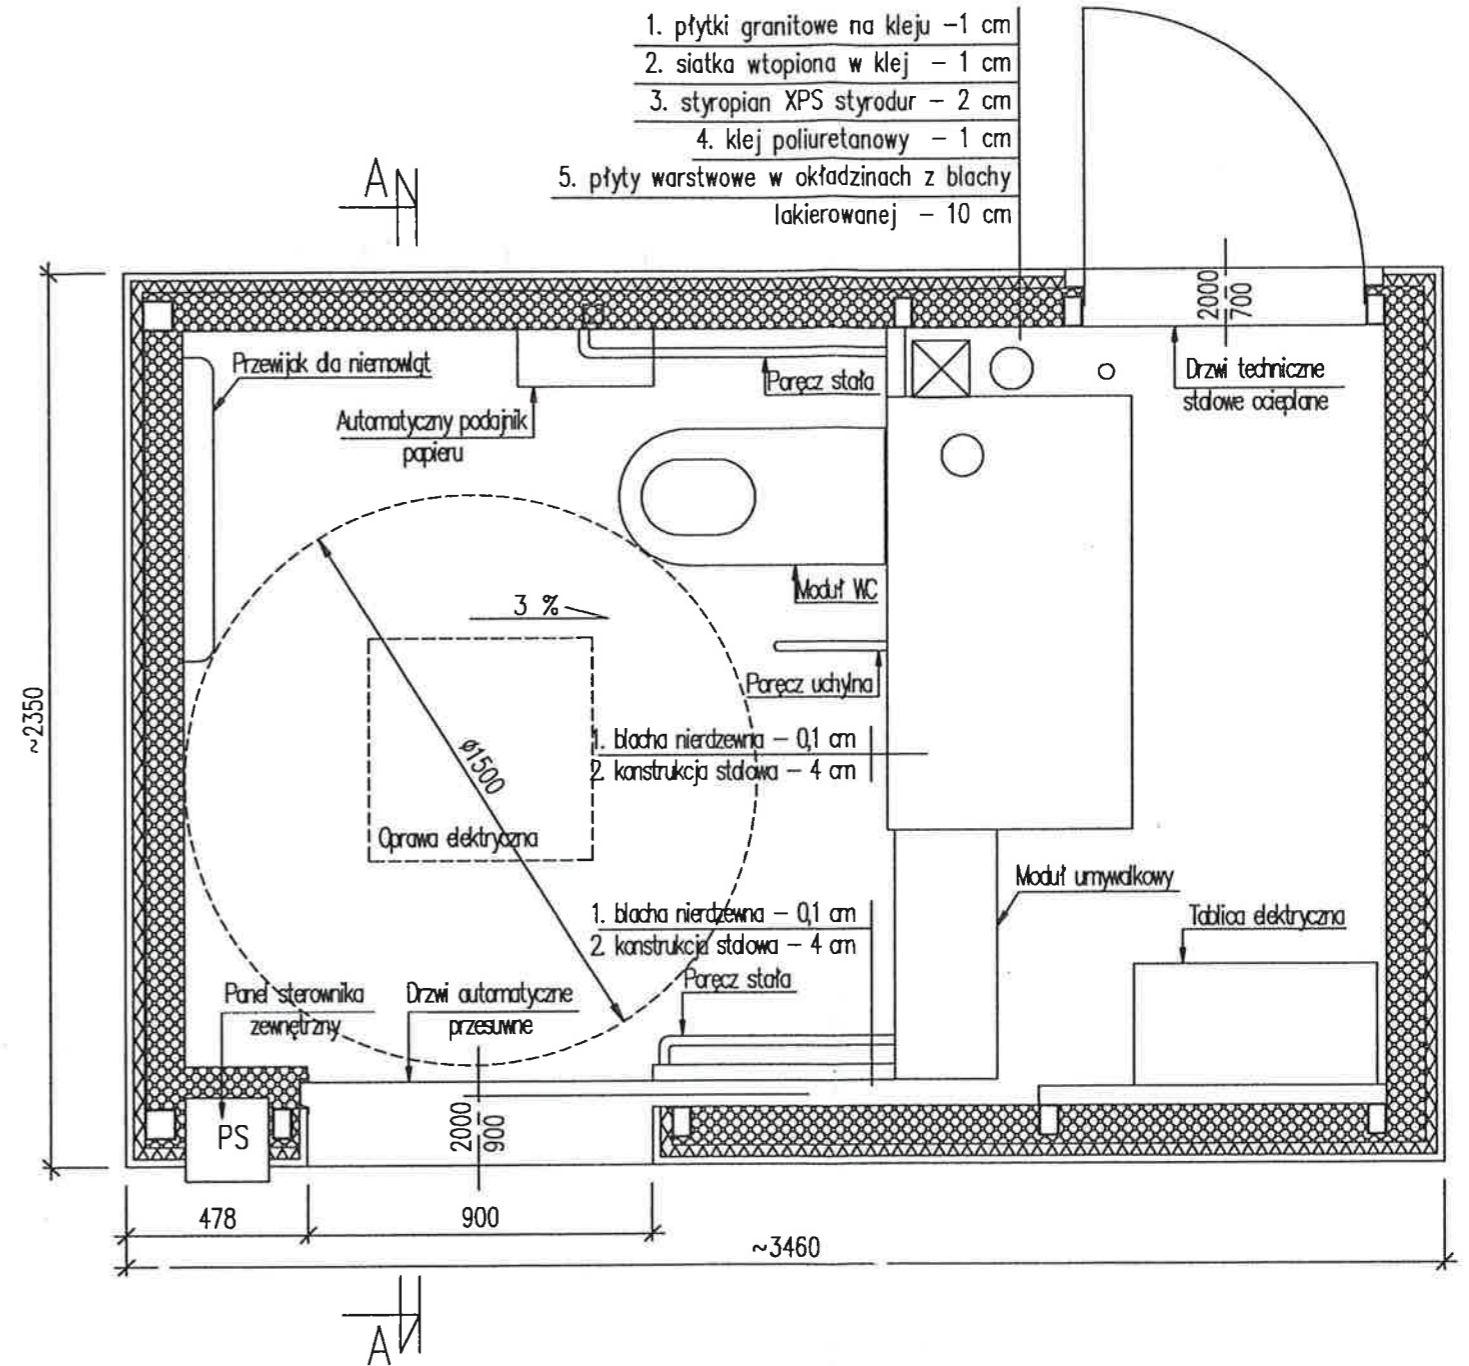 1. płytki granitowe na kleju -1 cm
2. siatka wtopiona w klej - 1 cm
3. styropian XPS styrodur - 2 cm
4. klej poliuretanowy - 1 cm
5. płyty warstwowe w okładzinach z blachy
lakierowanej - 10 cm
A
2000
700
Przewijak dla niemowląt
Poręcz stała
Drzwi techniczne
stalowe ocieplane
Automatyczny podajnik
papieru
Moduł WC
3 %
Poręcz uchylna
~2350
ø1500
1. blacha nierdzewna - 0,1 cm
2. konstrukcja stalowa - 4 cm
Oprawa elektryczna
Moduł umywalkowy
1. blacha nierdzewna - 0,1 cm
2. konstrukcja stalowa - 4 cm
Tablica elektryczna
Poręcz stała
Panel sterownika
zewnętrzny
Drzwi automatyczne
przesuwne
PS
2000
900
478
900
~3460
A